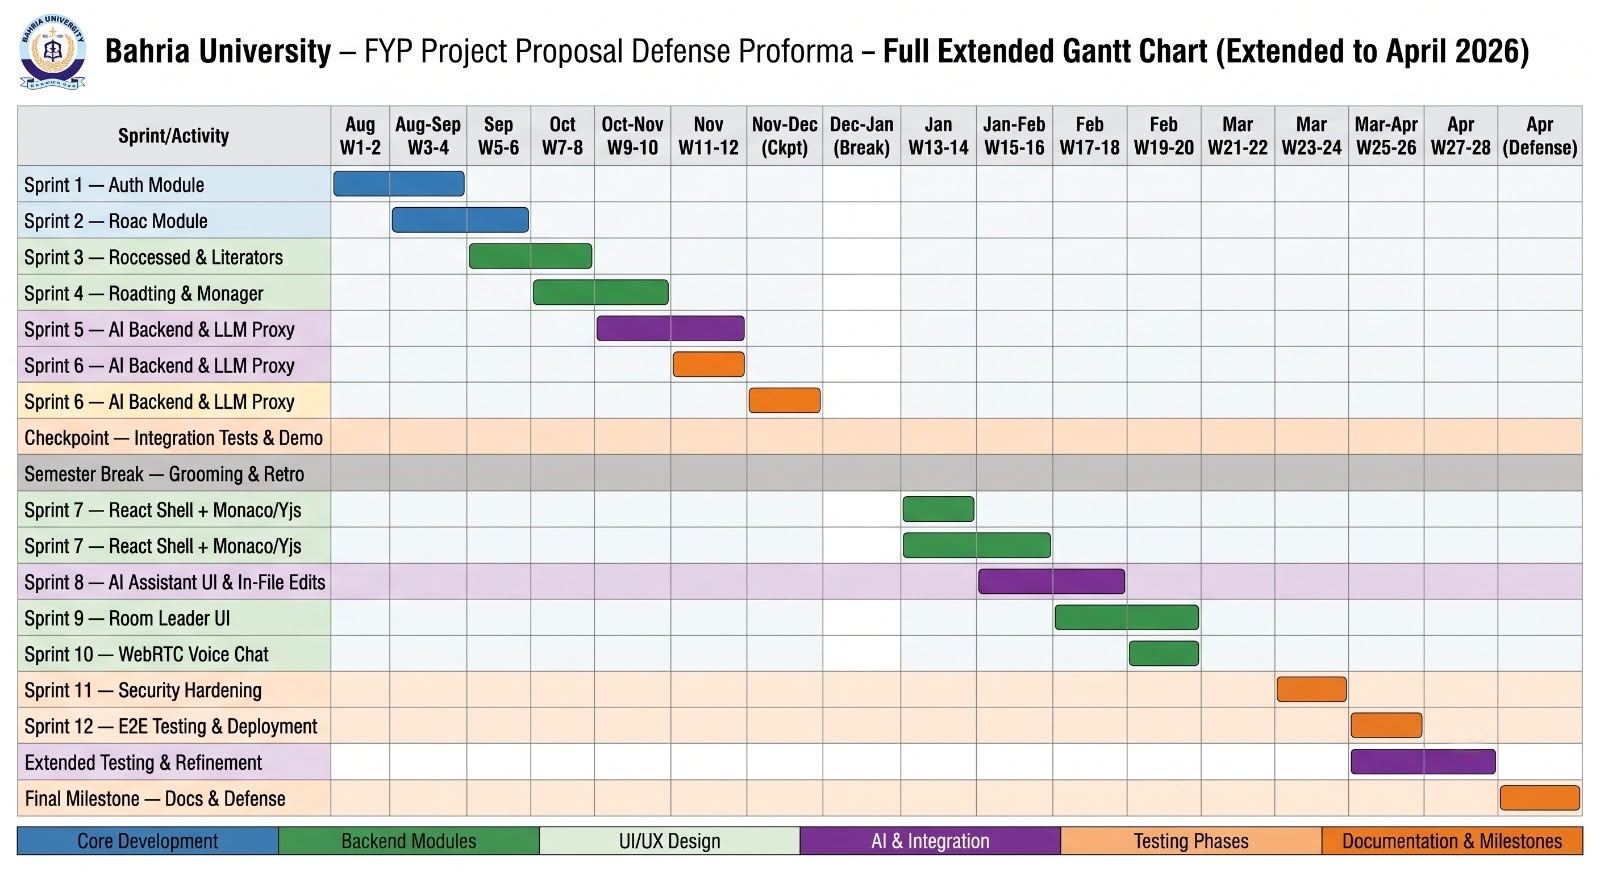 BAHRIA UNIVERSITY
Bahria University – FYP Project Proposal Defense Proforma – Full Extended Gantt Chart (Extended to April 2026)
Sprint/Activity
Aug W1-2
Aug-Sep W3-4
Sep W5-6
Oct W7-8
Oct-Nov W9-10
Nov W11-12
Nov-Dec (Ckpt)
Dec-Jan (Break)
Jan W13-14
Jan-Feb W15-16
Feb W17-18
Feb W19-20
Mar W21-22
Mar W23-24
Mar-Apr W25-26
Apr W27-28
Apr (Defense)
Sprint 1 — Auth Module
Sprint 2 — Roac Module
Sprint 3 — Roccessed & Literators
Sprint 4 — Roadting & Monager
Sprint 5 — AI Backend & LLM Proxy
Sprint 6 — AI Backend & LLM Proxy
Sprint 6 — AI Backend & LLM Proxy
Checkpoint — Integration Tests & Demo
Semester Break — Grooming & Retro
Sprint 7 — React Shell + Monaco/Yjs
Sprint 7 — React Shell + Monaco/Yjs
Sprint 8 — AI Assistant UI & In-File Edits
Sprint 9 — Room Leader UI
Sprint 10 — WebRTC Voice Chat
Sprint 11 — Security Hardening
Sprint 12 — E2E Testing & Deployment
Extended Testing & Refinement
Final Milestone — Docs & Defense
Core Development
Backend Modules
UI/UX Design
AI & Integration
Testing Phases
Documentation & Milestones